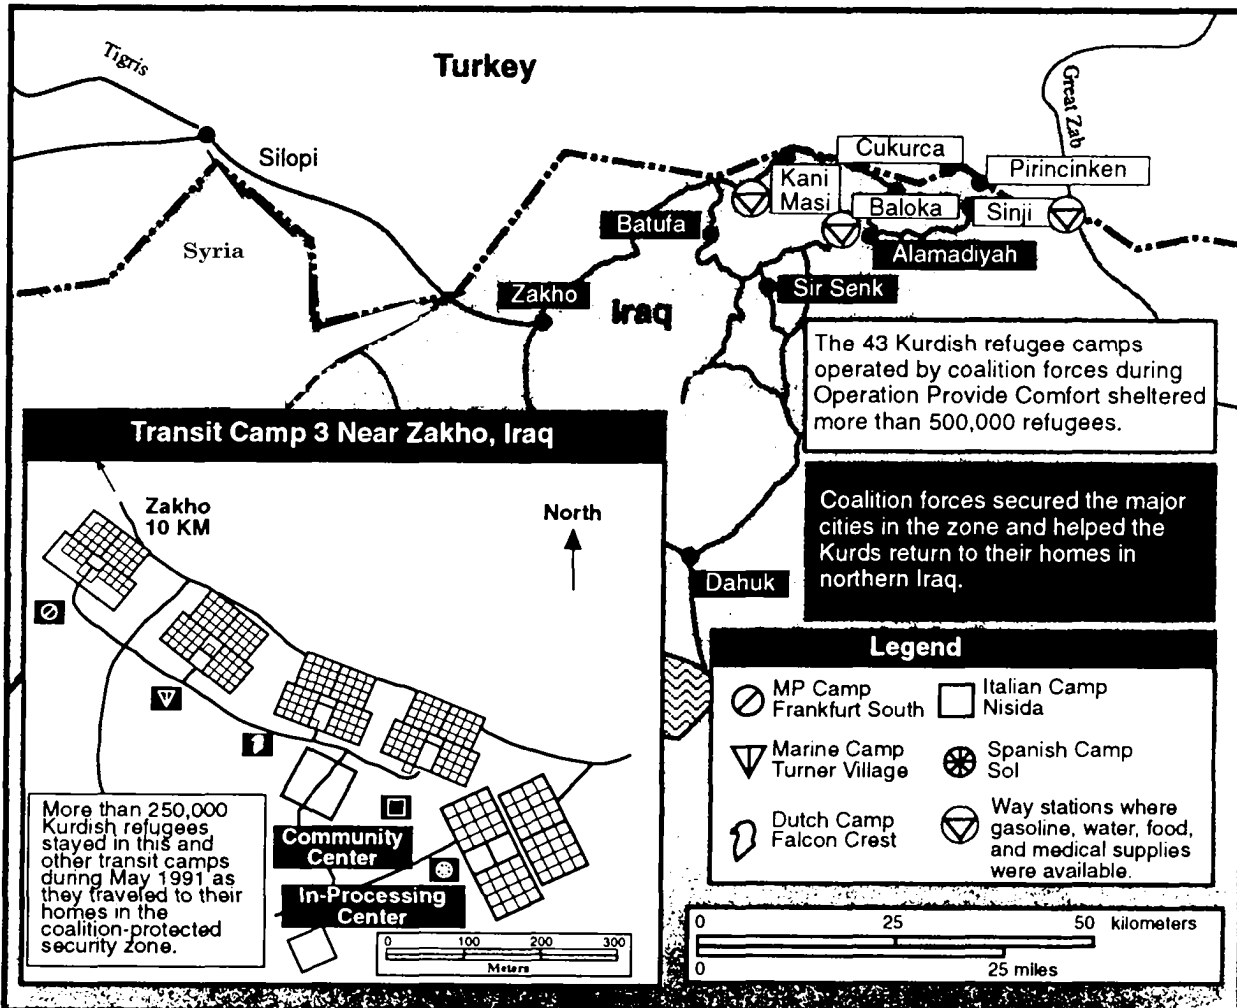 Turkey
Tigris
Great Zab
Silopi
Syria
Cukurca
Pirincinken
Kani
Masi
Baloka
Sinji
Batufa
Alamadiyah
Zakho
Iraq
Sir Senk
The 43 Kurdish refugee camps
operated by coalition forces during
Operation Provide Comfort sheltered
more than 500,000 refugees.
Coalition forces secured the major
cities in the zone and helped the
Kurds return to their homes in
northern Iraq.
Dahuk
Transit Camp 3 Near Zakho, Iraq
Zakho
10 KM
North
Community
Center
In-Processing
Center
More than 250,000
Kurdish refugees
stayed in this and
other transit camps
during May 1991 as
they traveled to their
homes in the
coalition-protected
security zone.
0 100 200 300
Meters
Legend
MP Camp
Frankfurt South
Italian Camp
Nisida
Marine Camp
Turner Village
Spanish Camp
Sol
Dutch Camp
Falcon Crest
Way stations where
gasoline, water, food,
and medical supplies
were available.
0 25 50 kilometers
0 25 miles